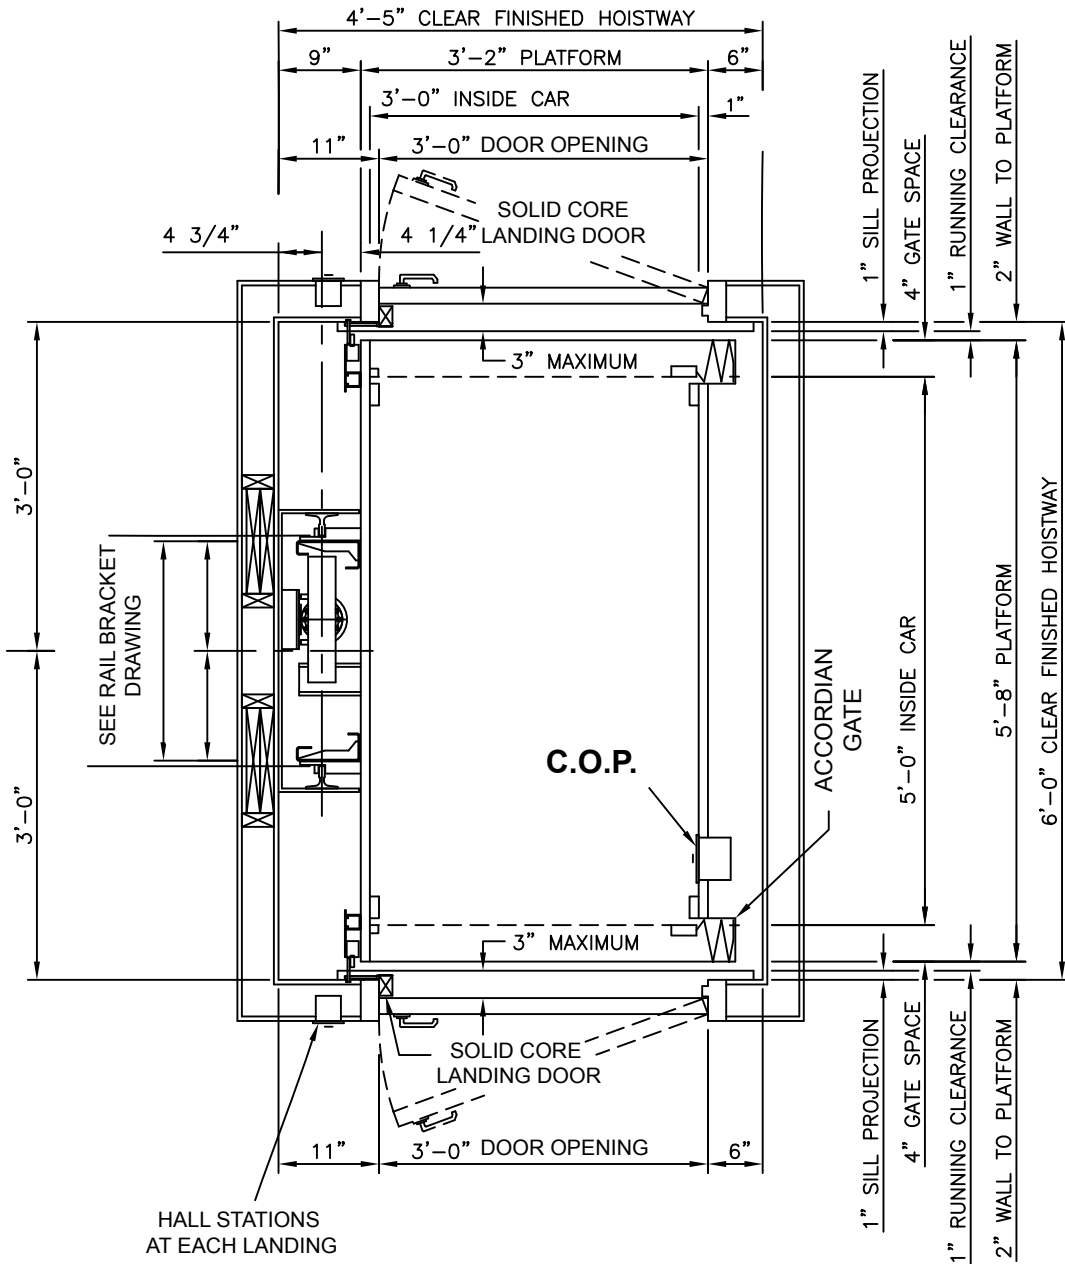 4'-5" CLEAR FINISHED HOISTWAY
9"
3'-2" PLATFORM
6"
3'-0" INSIDE CAR
1"
11"
3'-0" DOOR OPENING
SOLID CORE
LANDING DOOR
4 3/4"
4 1/4"
1" SILL PROJECTION
4" GATE SPACE
1" RUNNING CLEARANCE
2" WALL TO PLATFORM
3" MAXIMUM
3'-0"
3'-0"
SEE RAIL BRACKET
DRAWING
C.O.P.
ACCORDIAN
GATE
5'-0" INSIDE CAR
5'-8" PLATFORM
6'-0" CLEAR FINISHED HOISTWAY
3" MAXIMUM
SOLID CORE
LANDING DOOR
11"
3'-0" DOOR OPENING
6"
1" SILL PROJECTION
4" GATE SPACE
1" RUNNING CLEARANCE
2" WALL TO PLATFORM
HALL STATIONS
AT EACH LANDING